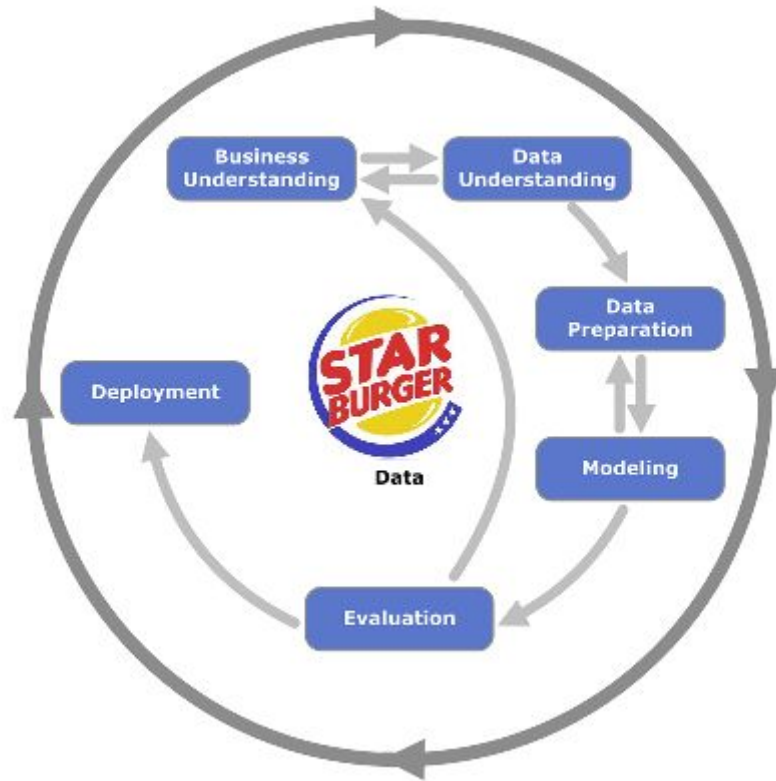 Business
Understanding
Data
Understanding
Data
Preparation
STAR
BURGER
Deployment
Data
Modeling
Evaluation